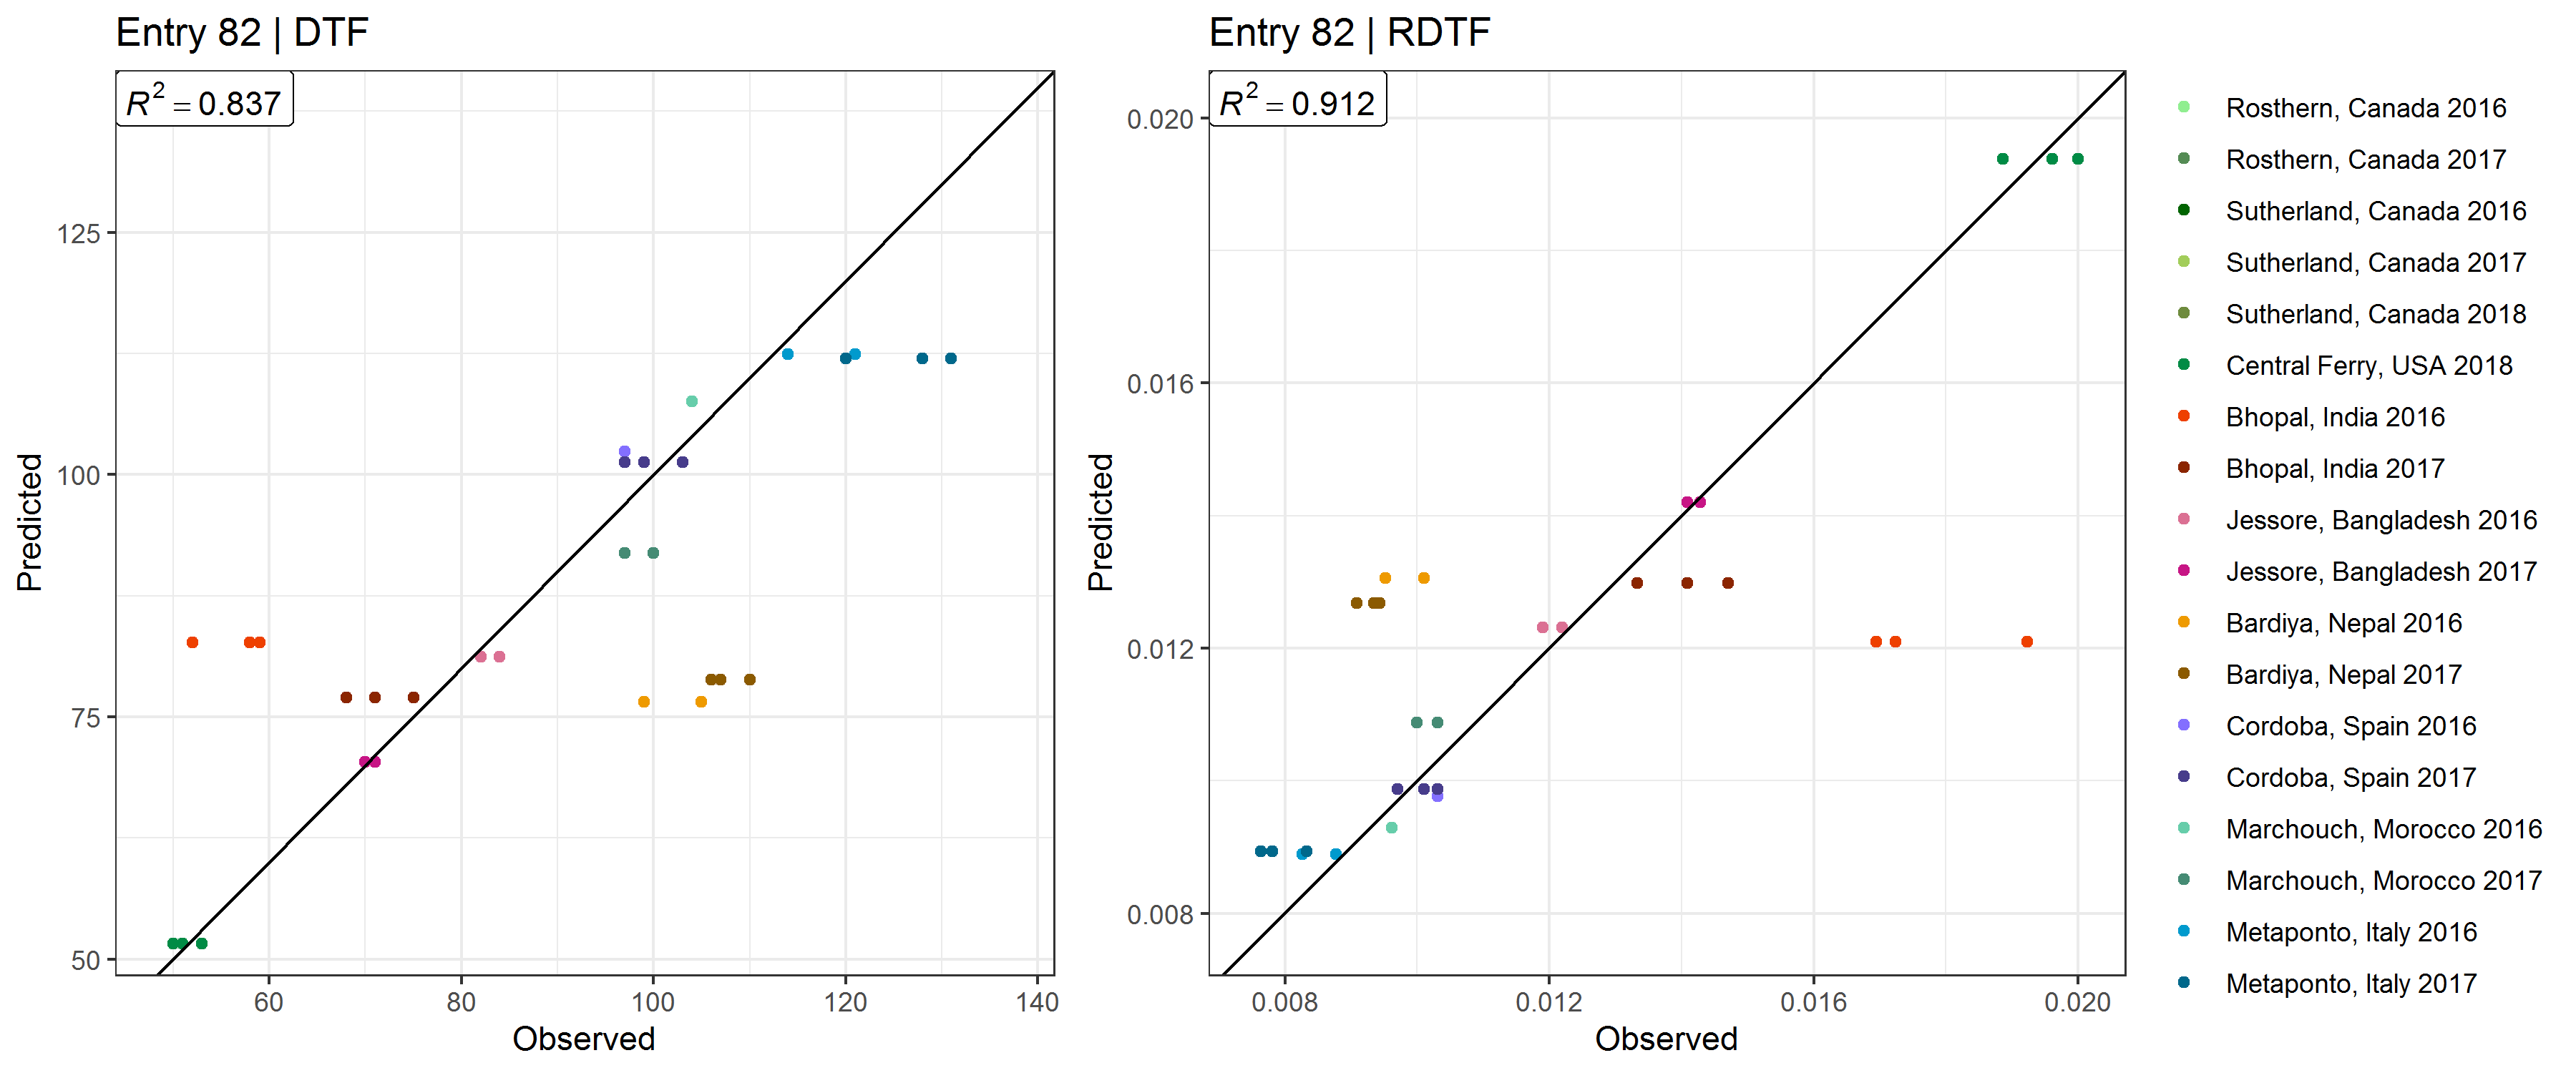 Entry 82 | DTF
R² = 0.837
125
100
75
50
60 80 100 120 140
Observed
Predicted
Entry 82 | RDTF
R² = 0.912
0.020
0.016
0.012
0.008
0.008 0.012 0.016 0.020
Observed
Predicted
Rosthern, Canada 2016
Rosthern, Canada 2017
Sutherland, Canada 2016
Sutherland, Canada 2017
Sutherland, Canada 2018
Central Ferry, USA 2018
Bhopal, India 2016
Bhopal, India 2017
Jessore, Bangladesh 2016
Jessore, Bangladesh 2017
Bardiya, Nepal 2016
Bardiya, Nepal 2017
Cordoba, Spain 2016
Cordoba, Spain 2017
Marchouch, Morocco 2016
Marchouch, Morocco 2017
Metaponto, Italy 2016
Metaponto, Italy 2017